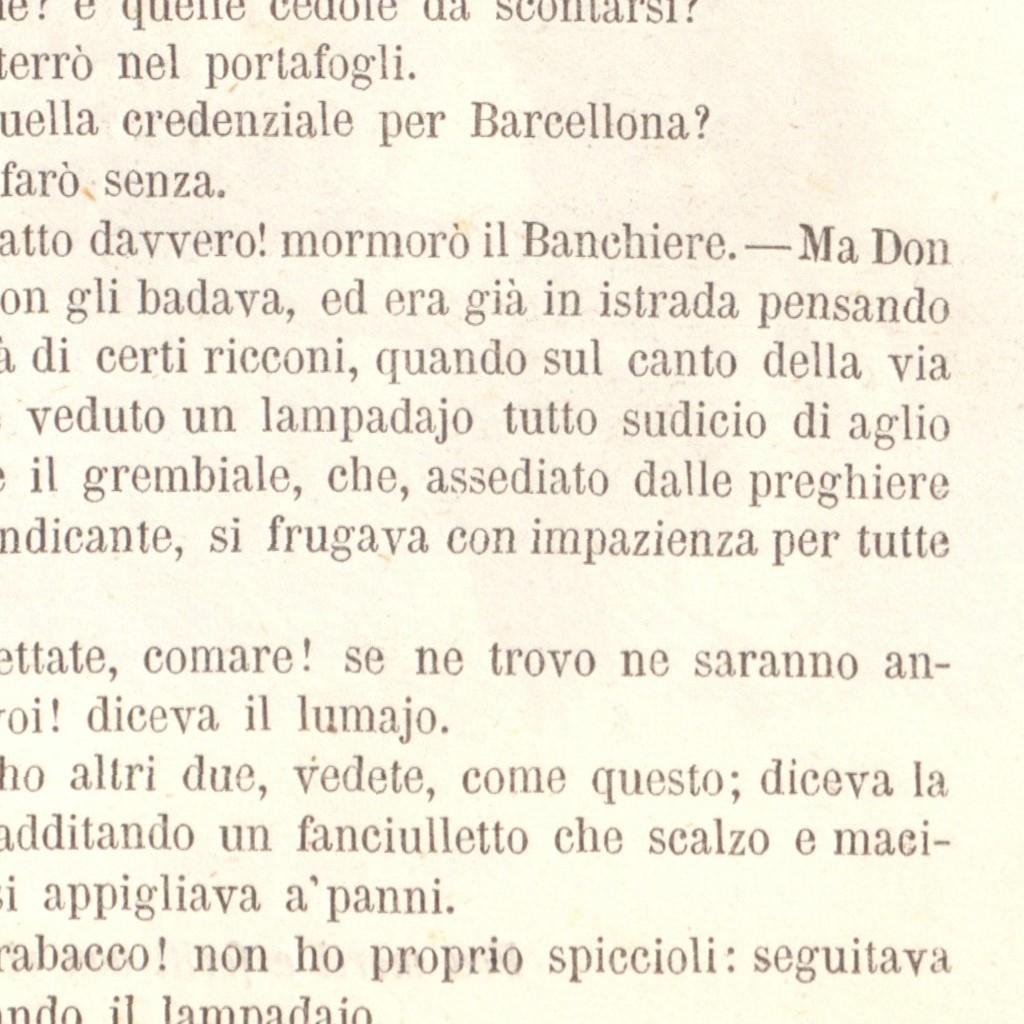 e? e quelle cedole da scontarsi?
terrò nel portafogli.
uella credenziale per Barcellona?
farò senza.
atto davvero! mormorò il Banchiere.—Ma Don
on gli badava, ed era già in istrada pensando
à di certi ricconi, quando sul canto della via
veduto un lampadajo tutto sudicio di aglio
e il grembiale, che, assediato dalle preghiere
ndicante, si frugava con impazienza per tutte
ettate, comare! se ne trovo ne saranno an-
voi! diceva il lumajo.
ho altri due, vedete, come questo; diceva la
additando un fanciulletto che scalzo e maci-
si appigliava a' panni.
rabacco! non ho proprio spiccioli: seguitava
ando il lampadajo